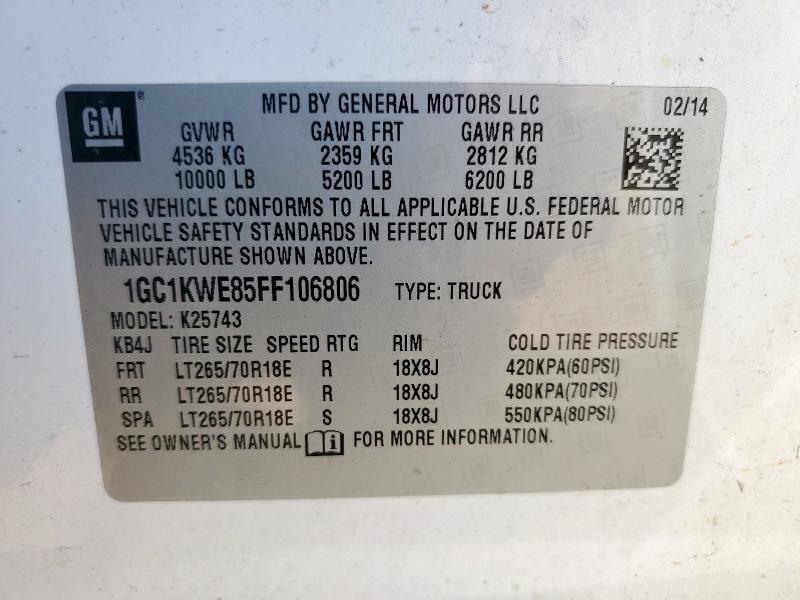 GM® MFD BY GENERAL MOTORS LLC 02/14
GVWR GAWR FRT GAWR RR
4536 KG 2359 KG 2812 KG
10000 LB 5200 LB 6200 LB
THIS VEHICLE CONFORMS TO ALL APPLICABLE U.S. FEDERAL MOTOR
VEHICLE SAFETY STANDARDS IN EFFECT ON THE DATE OF
MANUFACTURE SHOWN ABOVE.
1GC1KWE85FF106806 TYPE: TRUCK
MODEL: K25743
KB4J TIRE SIZE SPEED RTG RIM COLD TIRE PRESSURE
FRT LT265/70R18E R 18X8J 420KPA(60PSI)
RR LT265/70R18E R 18X8J 480KPA(70PSI)
SPA LT265/70R18E S 18X8J 550KPA(80PSI)
SEE OWNER'S MANUAL i FOR MORE INFORMATION.